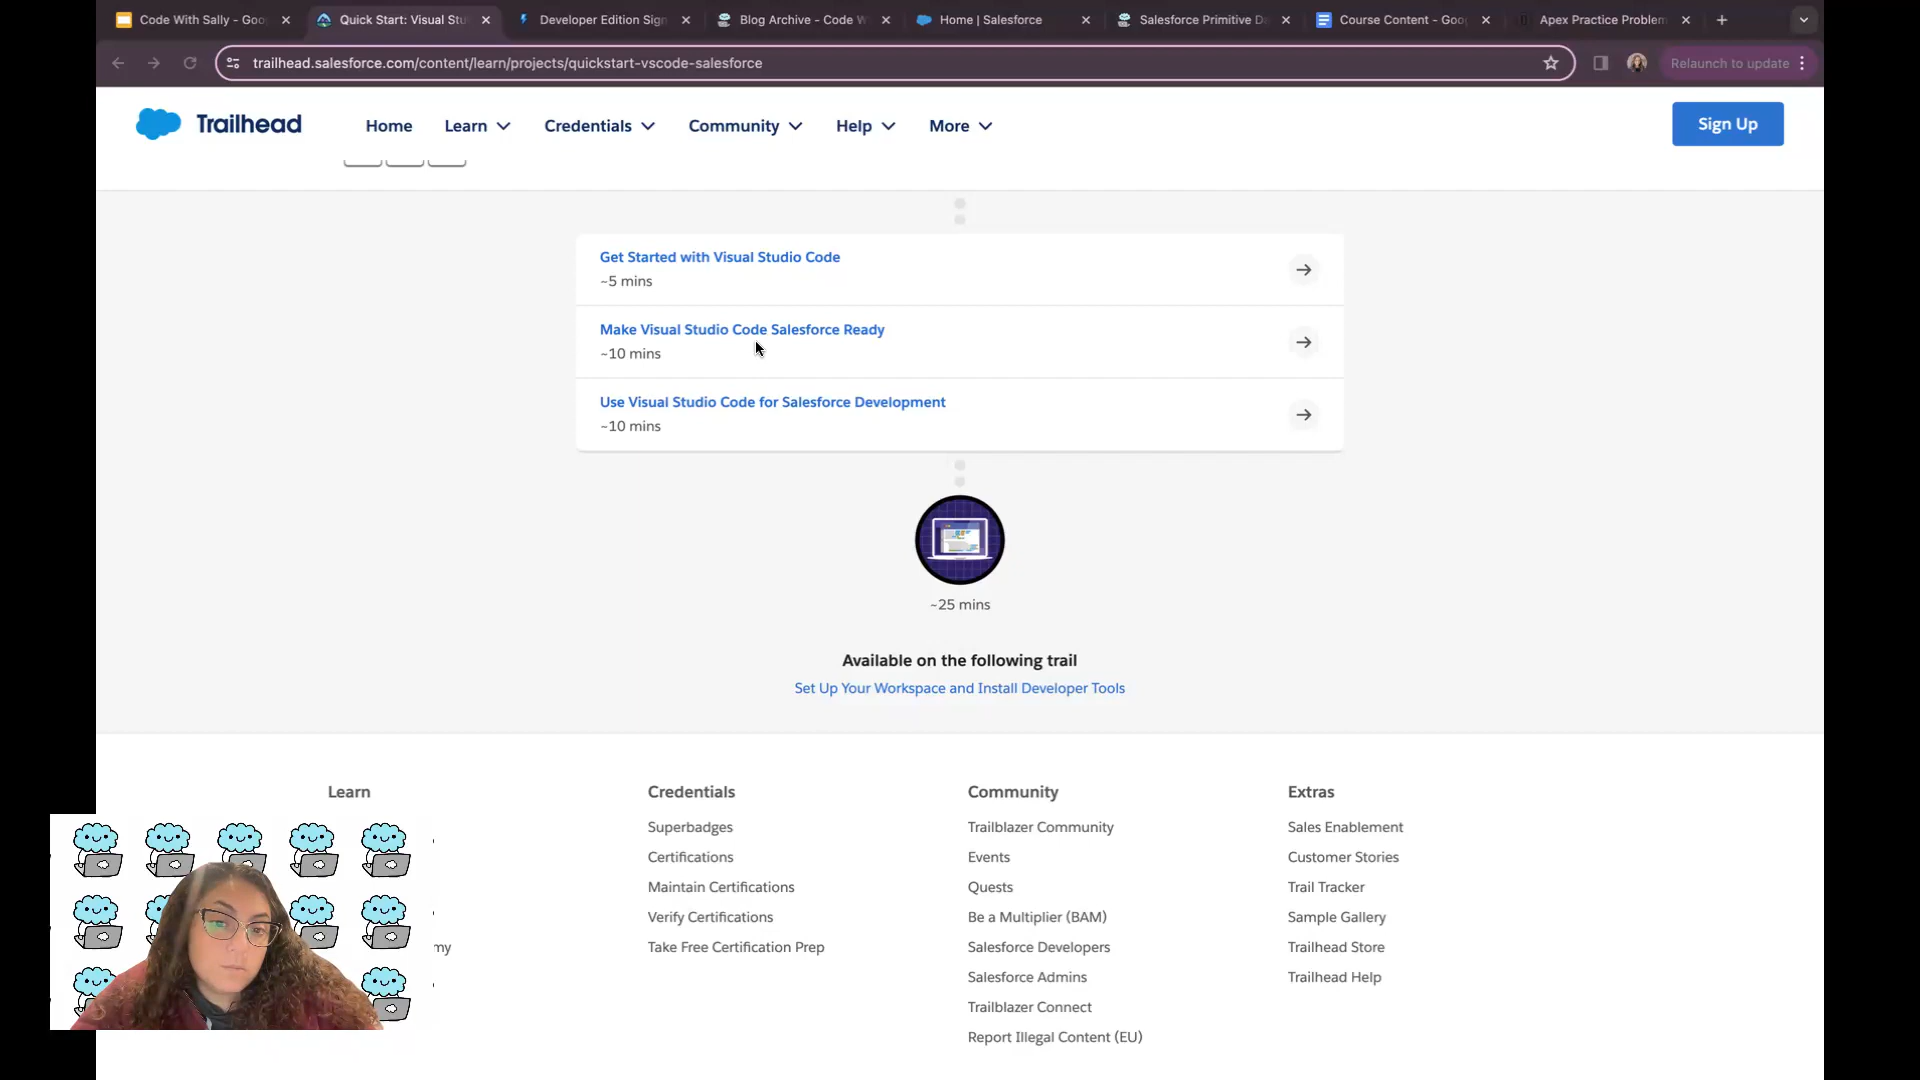 Code With Sally - Goo
Quick Start: Visual Stu
Developer Edition Sign
Blog Archive - Code W
Home | Salesforce
Salesforce Primitive D
Course Content - Goo
Apex Practice Problem
trailhead.salesforce.com/content/learn/projects/quickstart-vscode-salesforce
Relaunch to update
Trailhead
Home
Learn
Credentials
Community
Help
More
Sign Up
Get Started with Visual Studio Code
~5 mins
Make Visual Studio Code Salesforce Ready
~10 mins
Use Visual Studio Code for Salesforce Development
~10 mins
~25 mins
Available on the following trail
Set Up Your Workspace and Install Developer Tools
Learn
my
Credentials
Superbadges
Certifications
Maintain Certifications
Verify Certifications
Take Free Certification Prep
Community
Trailblazer Community
Events
Quests
Be a Multiplier (BAM)
Salesforce Developers
Salesforce Admins
Trailblazer Connect
Report Illegal Content (EU)
Extras
Sales Enablement
Customer Stories
Trail Tracker
Sample Gallery
Trailhead Store
Trailhead Help